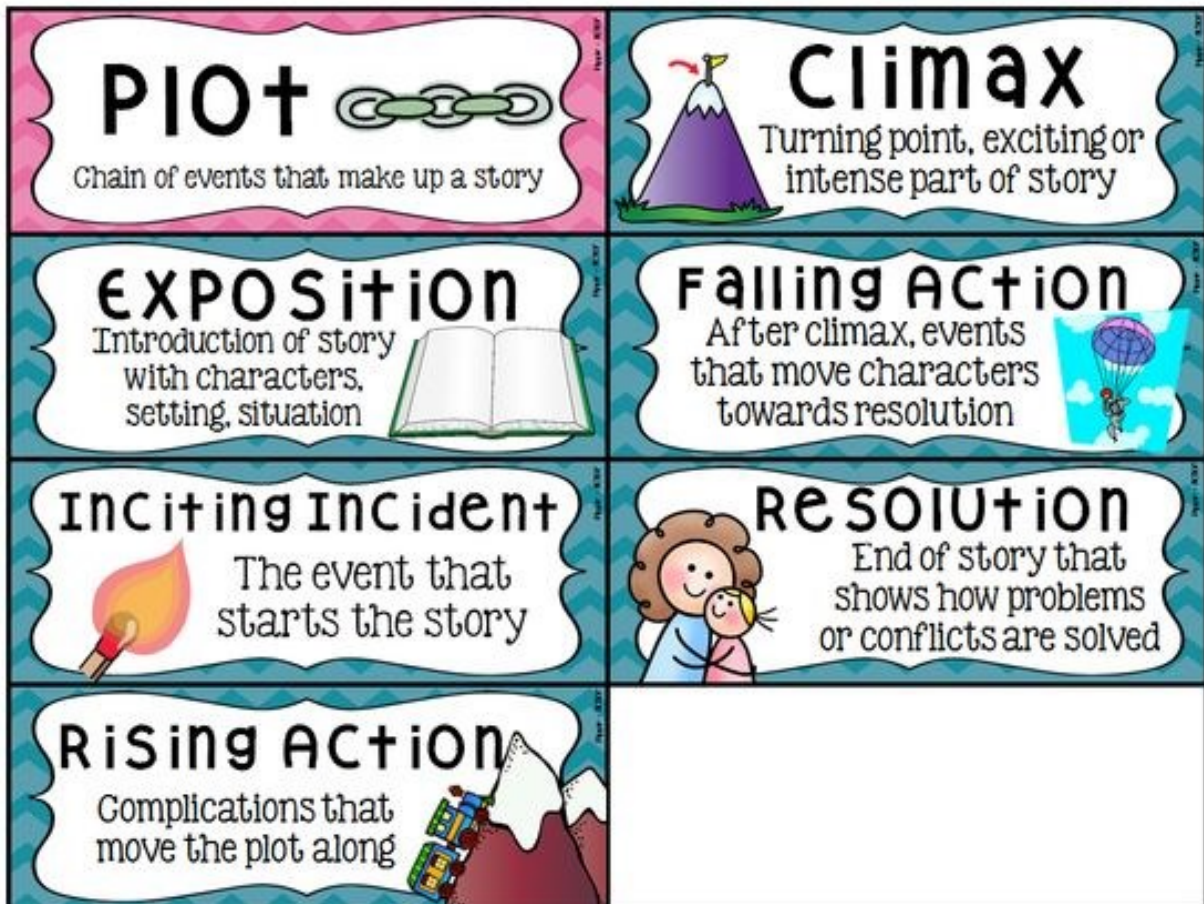 Plot
Chain of events that make up a story
Climax
Turning point, exciting or
intense part of story
Exposition
Introduction of story
with characters,
setting, situation
Falling Action
After climax, events
that move characters
towards resolution
Inciting Incident
The event that
starts the story
Resolution
End of story that
shows how problems
or conflicts are solved
Rising Action
Complications that
move the plot along